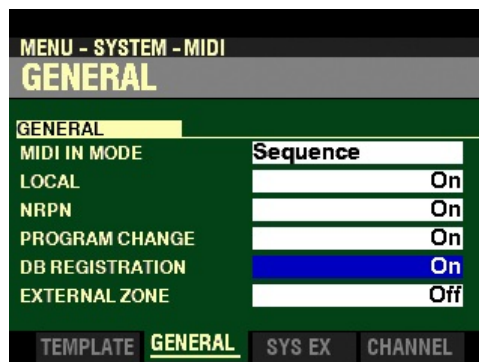 MENU - SYSTEM - MIDI
GENERAL
GENERAL
MIDI IN MODE Sequence
LOCAL On
NRPN On
PROGRAM CHANGE On
DB REGISTRATION On
EXTERNAL ZONE Off
TEMPLATE GENERAL SYS EX CHANNEL